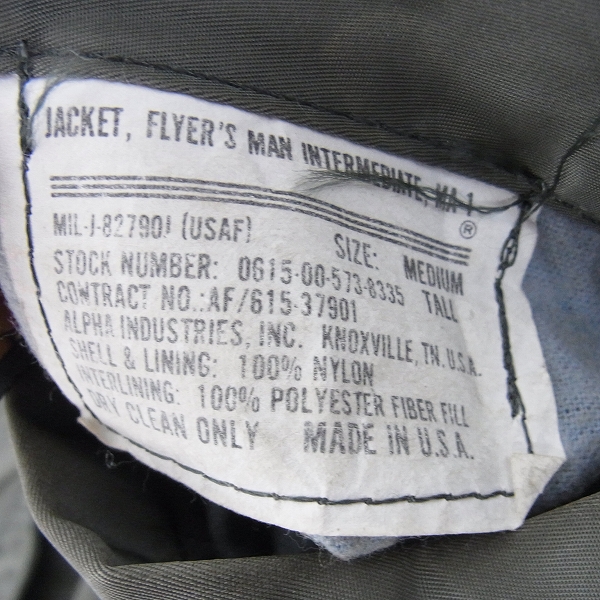 JACKET, FLYER'S MAN INTERMEDIATE, MA-1
®
MIL-J-8279OJ (USAF)
SIZE: MEDIUM
STOCK NUMBER: 0615-00-573-8335 TALL
CONTRACT NO.:AF/615-37901
ALPHA INDUSTRIES, INC. KNOXVILLE, TN. U.S.A.
SHELL & LINING: 100% NYLON
INTERLINING: 100% POLYESTER FIBER FILL
DRY CLEAN ONLY MADE IN U.S.A.